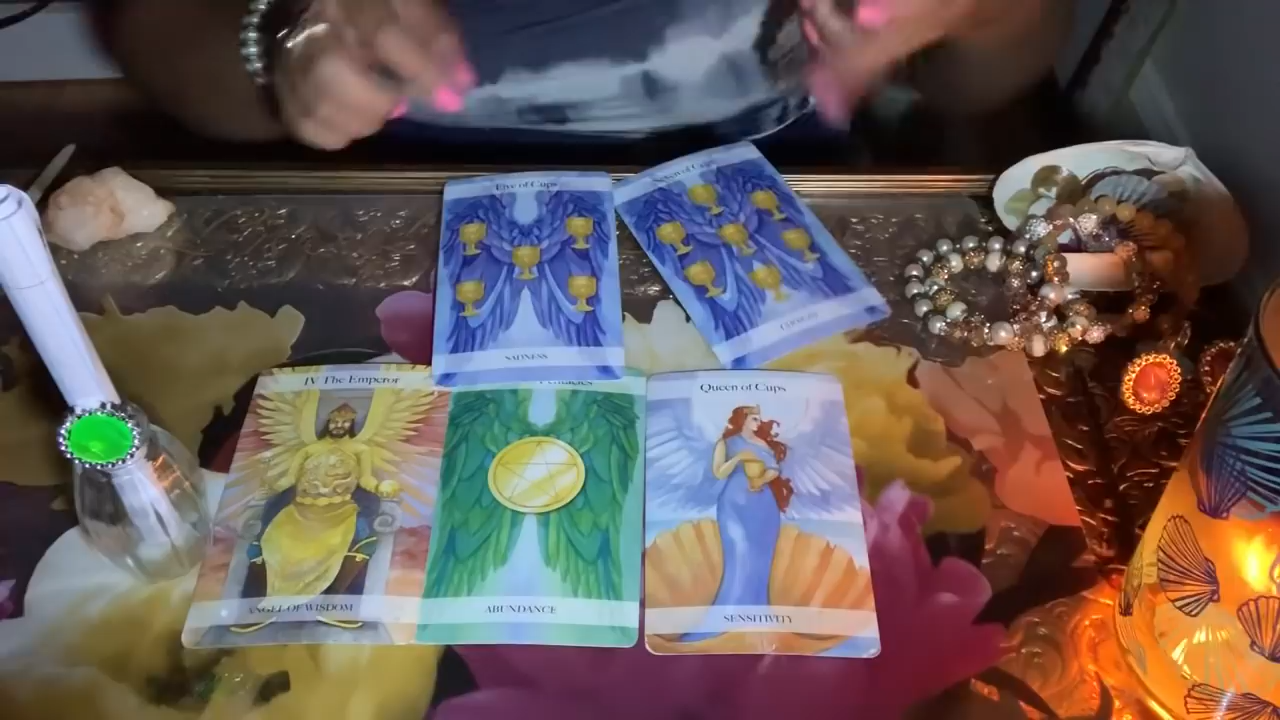 Five of Cups
Seven of Cups
SADNESS
IV The Emperor
Pentacles
Queen of Cups
ANGEL OF WISDOM
ABUNDANCE
SENSITIVITY